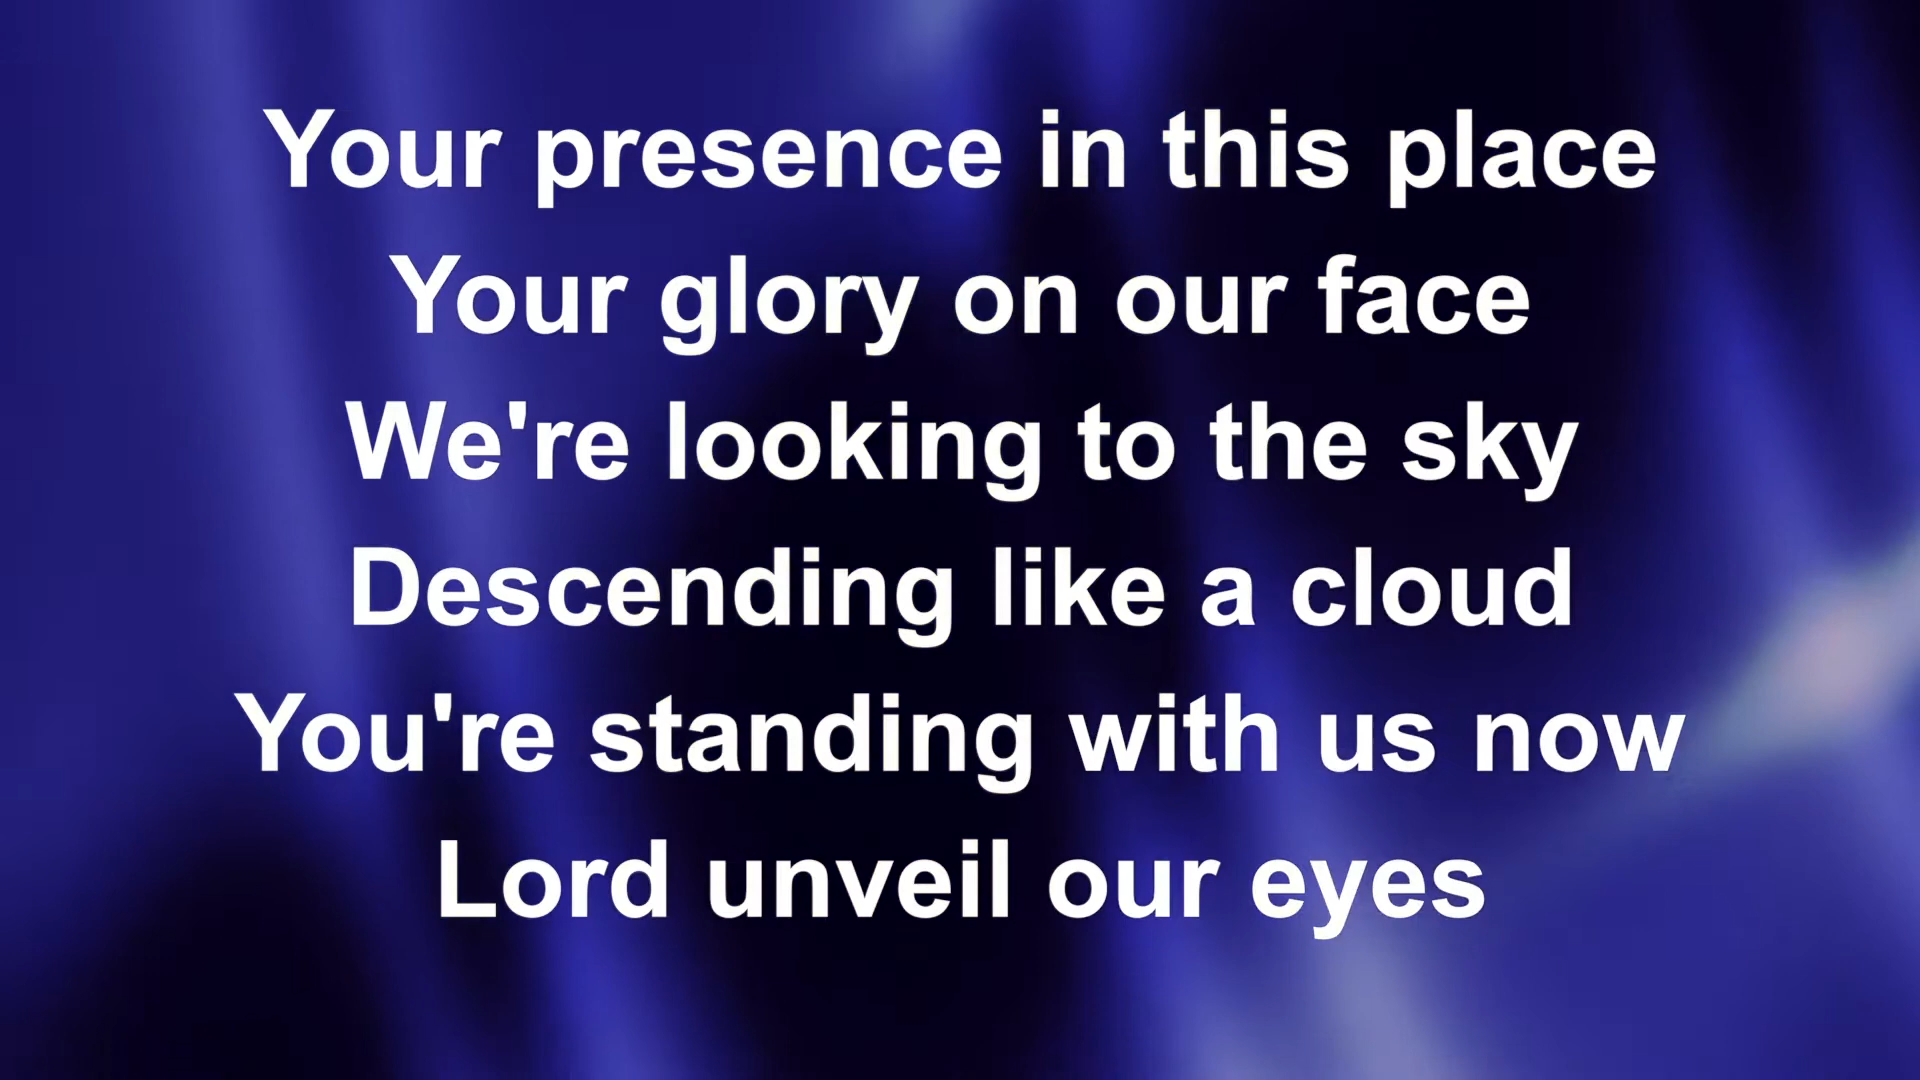 Your presence in this place
Your glory on our face
We're looking to the sky
Descending like a cloud
You're standing with us now
Lord unveil our eyes